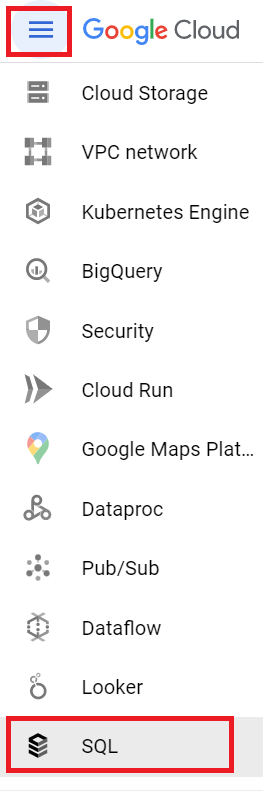 Google Cloud
Cloud Storage
VPC network
Kubernetes Engine
BigQuery
Security
Cloud Run
Google Maps Plat...
Dataproc
Pub/Sub
Dataflow
Looker
SQL